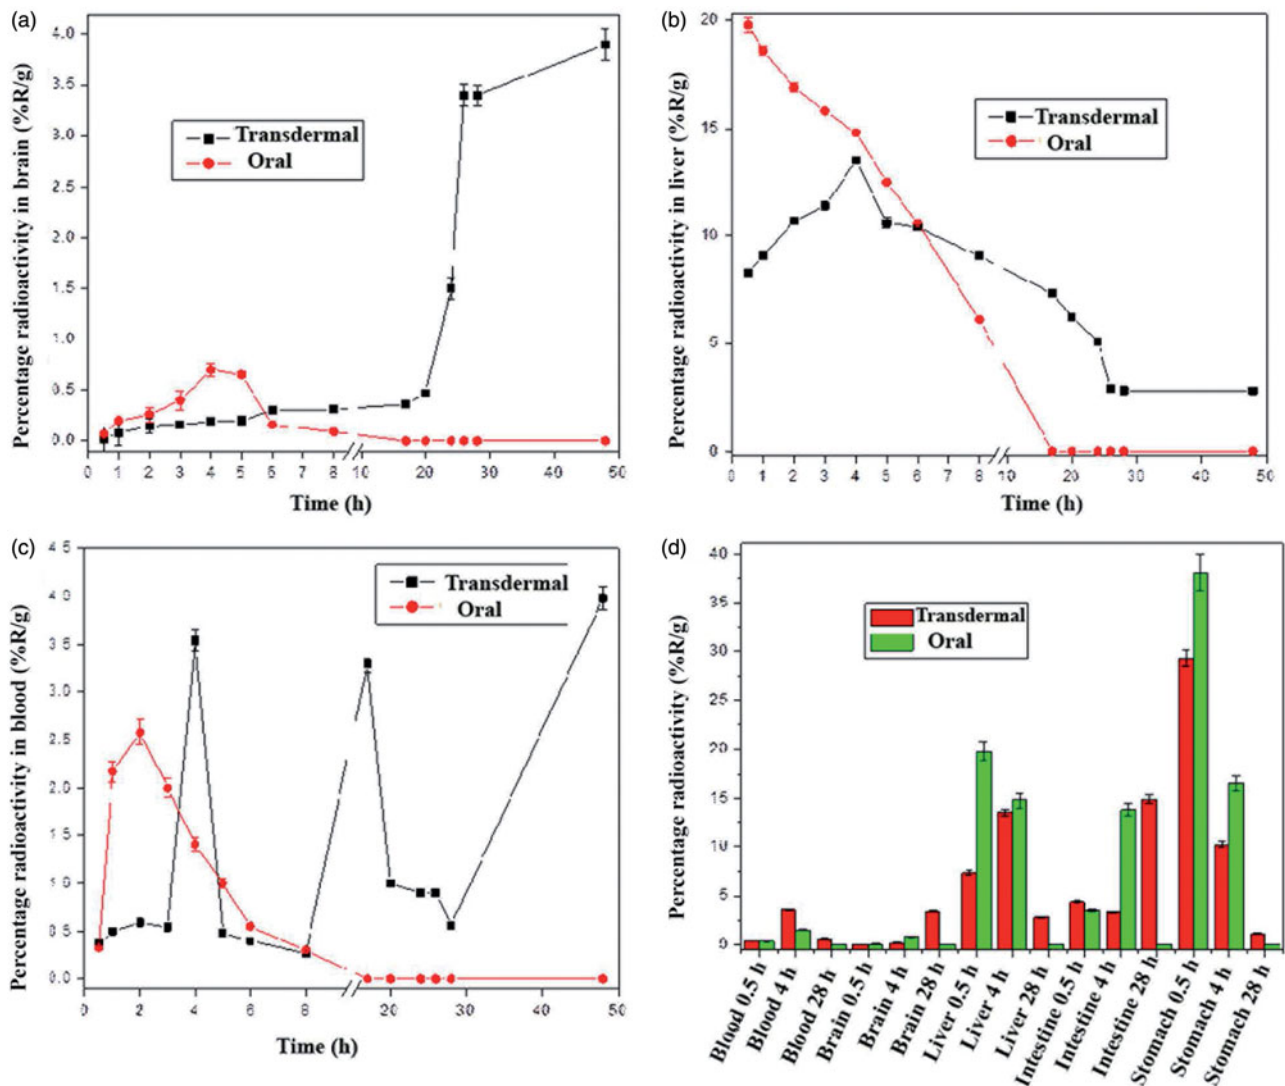 (a)
Percentage radioactivity in brain (%R/g)
4.0
3.5
3.0
2.5
2.0
1.5
1.0
0.5
0.0
Transdermal
Oral
0 1 2 3 4 5 6 8 10 20 30 40 50
Time (h)
(b)
Percentage radioactivity in liver (%R/g)
20
15
10
5
0
Transdermal
Oral
0 1 2 3 4 5 6 7 8 10 20 30 40 50
Time (h)
(c)
Percentage radioactivity in blood (%R/g)
4.5
4.0
3.5
3.0
2.5
2.0
1.5
1.0
0.5
0.0
Transdermal
Oral
0 2 4 6 8 20 30 40 50
Time (h)
(d)
Percentage radioactivity (%R/g)
40
35
30
25
20
15
10
5
0
Transdermal
Oral
Blood 0.5 h
Blood 4 h
Blood 28 h
Brain 0.5 h
Brain 4 h
Brain 28 h
Liver 0.5 h
Liver 4 h
Liver 28 h
Intestine 0.5 h
Intestine 4 h
Intestine 28 h
Stomach 0.5 h
Stomach 4 h
Stomach 28 h